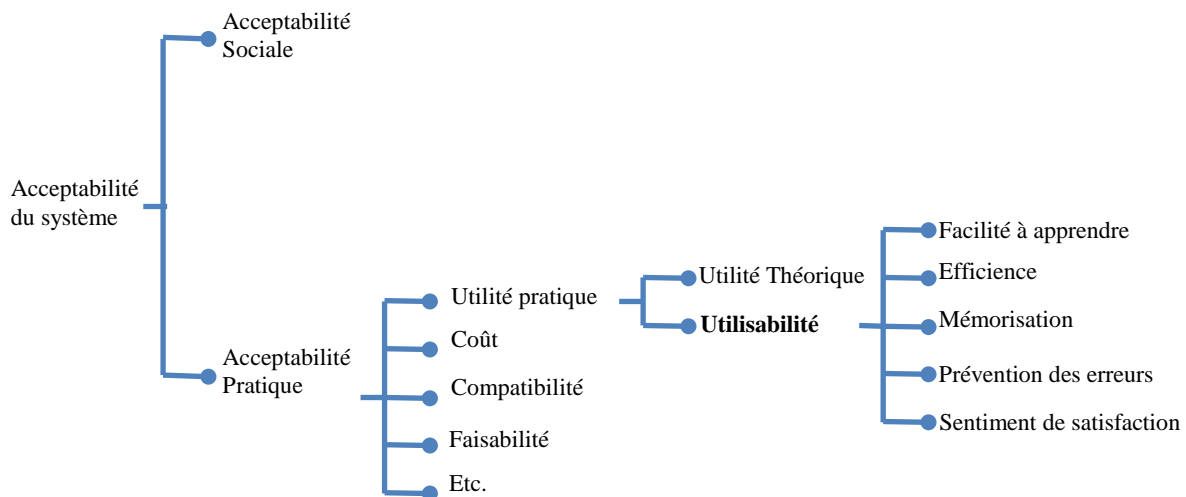 Acceptabilité
Sociale
Acceptabilité
du système
Facilité à apprendre
Efficience
Utilité Théorique
Utilité pratique
Utilisabilité
Mémorisation
Coût
Acceptabilité
Pratique
Prévention des erreurs
Compatibilité
Sentiment de satisfaction
Faisabilité
Etc.